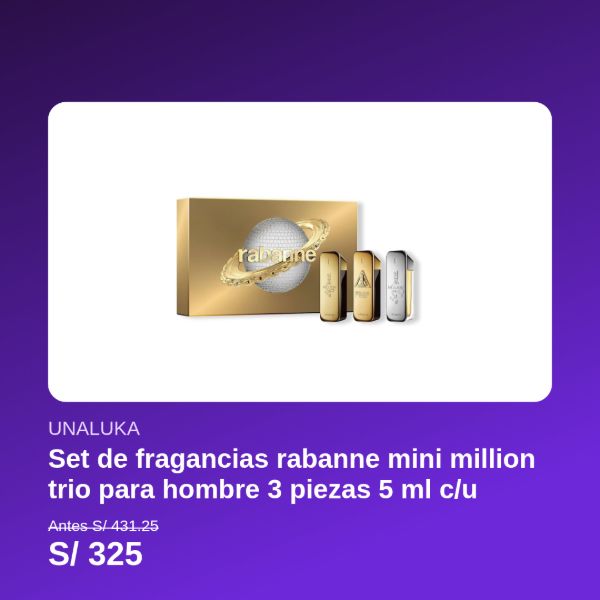 rabanne
UNALUKA
Set de fragancias rabanne mini million
trio para hombre 3 piezas 5 ml c/u
Antes S/ 431.25
S/ 325